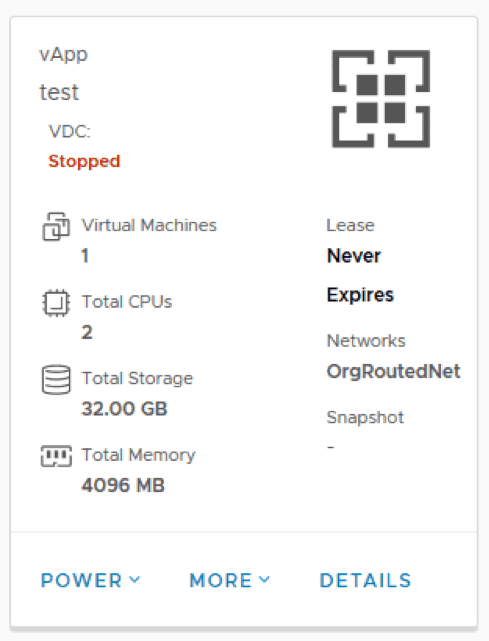 vApp
test
VDC:
Stopped
Virtual Machines
1
Total CPUs
2
Total Storage
32.00 GB
Total Memory
4096 MB
Lease
Never
Expires
Networks
OrgRoutedNet
Snapshot
-
POWER
MORE
DETAILS